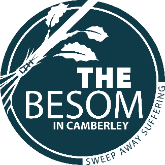 THE
BESOM
IN CAMBERLEY
SWEEP AWAY SUFFERING